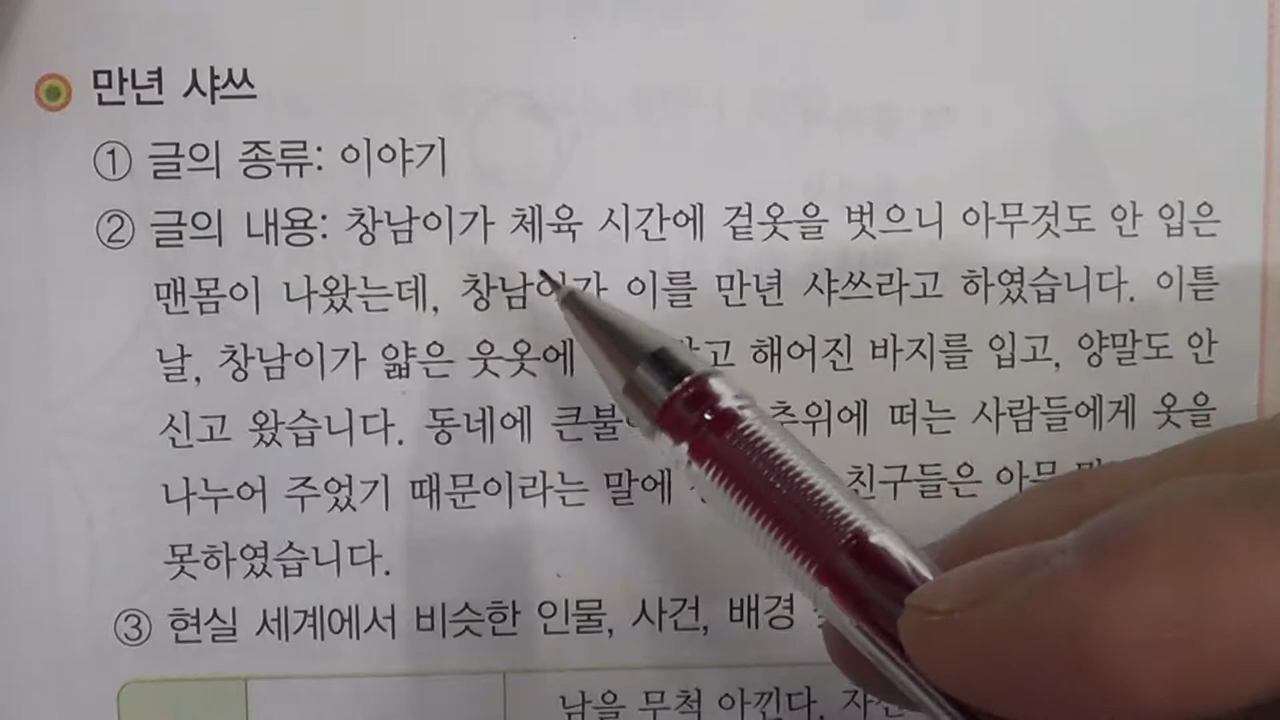 만년 샤쓰
① 글의 종류: 이야기
② 글의 내용: 창남이가 체육 시간에 겉옷을 벗으니 아무것도 안 입은
맨몸이 나왔는데, 창남이가 이를 만년 샤쓰라고 하였습니다. 이튿
날, 창남이가 얇은 웃옷에 해어진 바지를 입고, 양말도 안
신고 왔습니다. 동네에 큰불이 추위에 떠는 사람들에게 옷을
나누어 주었기 때문이라는 말에 친구들은 아무
못하였습니다.
③ 현실 세계에서 비슷한 인물, 사건, 배경
남을 무척 아낀다.